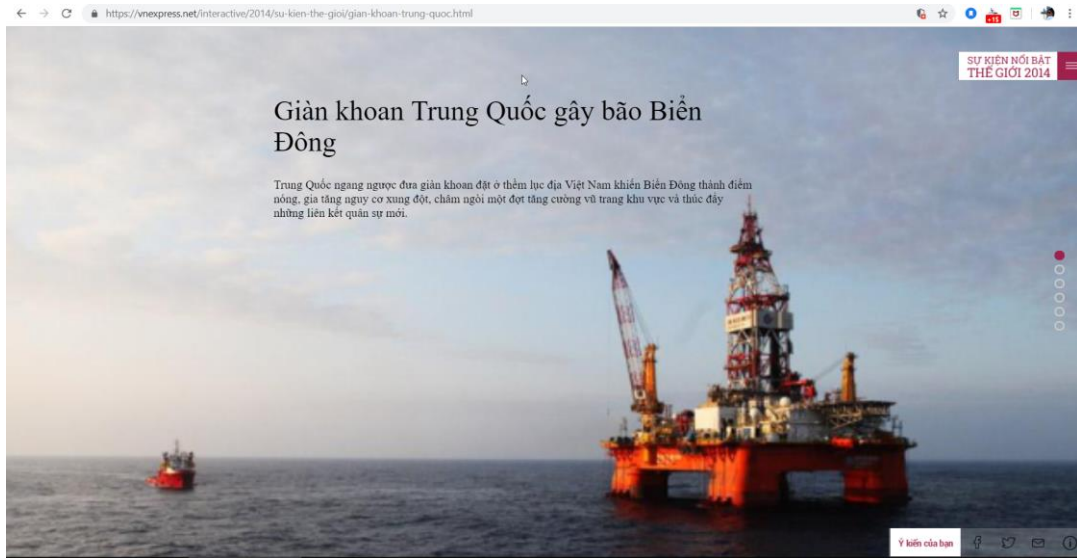 https://vnexpress.net/interactive/2014/su-kien-the-gioi/gian-khoan-trung-quoc.html
+15
SỰ KIỆN NỔI BẬT
THẾ GIỚI 2014
Giàn khoan Trung Quốc gây bão Biển
Đông
Trung Quốc ngang ngược đưa giàn khoan đặt ở thềm lục địa Việt Nam khiến Biển Đông thành điểm
nóng, gia tăng nguy cơ xung đột, châm ngòi một đợt tăng cường vũ trang khu vực và thúc đẩy
những liên kết quân sự mới.
Ý kiến của bạn